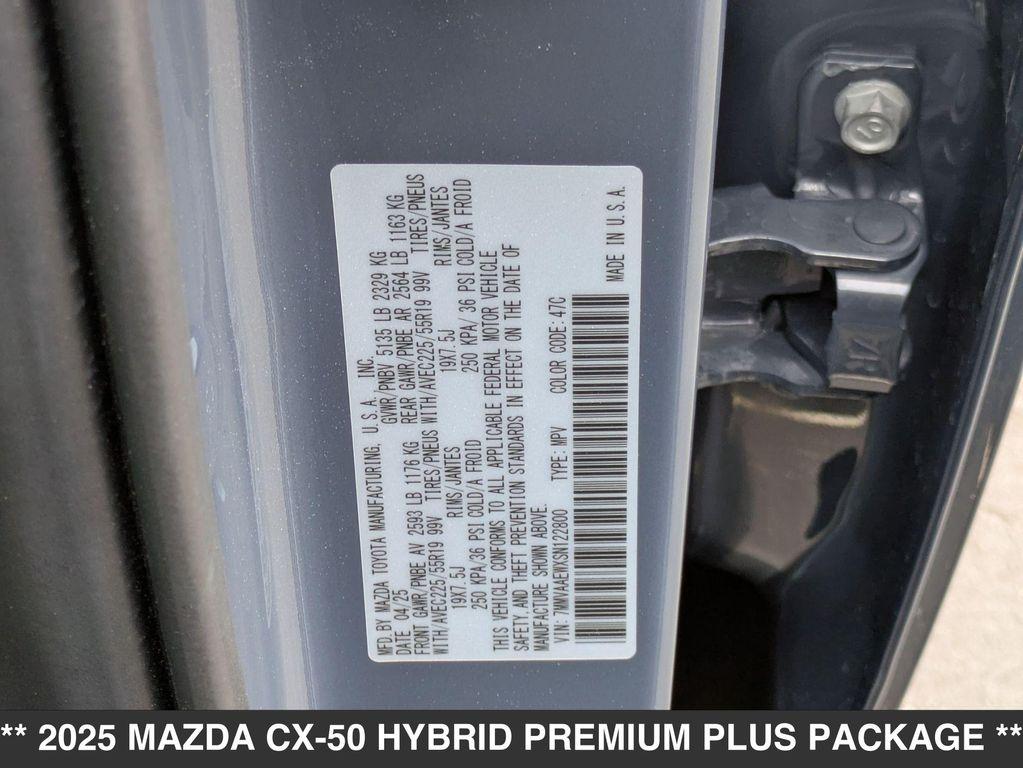 MFD. BY MAZDA TOYOTA MANUFACTURING, U.S.A., INC.
DATE 04/25 GVWR/PNBV 5135 LB 2329 KG
FRONT GAWR/PNBE AV 2593 LB 1176 KG REAR GAWR/PNBE AR 2564 LB 1163 KG
WITH/AVEC225/55R19 99V TIRES/PNEUS WITH/AVEC225/55R19 99V TIRES/PNEUS
19X7.5J RIMS/JANTES 19X7.5J RIMS/JANTES
250 KPA/36 PSI COLD/A FROID 250 KPA/ 36 PSI COLD/A FROID
THIS VEHICLE CONFORMS TO ALL APPLICABLE FEDERAL MOTOR VEHICLE
SAFETY AND THEFT PREVENTION STANDARDS IN EFFECT ON THE DATE OF
MANUFACTURE SHOWN ABOVE.
VIN: 7MMVAAEWXSN122800 TYPE: MPV COLOR CODE: 47C
MADE IN U.S.A.
** 2025 MAZDA CX-50 HYBRID PREMIUM PLUS PACKAGE **